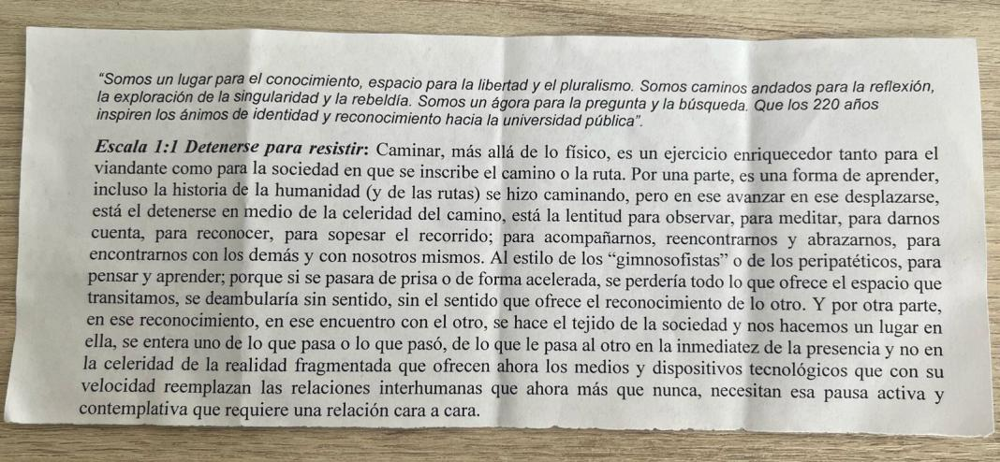 “Somos un lugar para el conocimiento, espacio para la libertad y el pluralismo. Somos caminos andados para la reflexión,
la exploración de la singularidad y la rebeldía. Somos un ágora para la pregunta y la búsqueda. Que los 220 años
inspiren los ánimos de identidad y reconocimiento hacia la universidad pública”.
Escala 1:1 Detenerse para resistir: Caminar, más allá de lo físico, es un ejercicio enriquecedor tanto para el
viandante como para la sociedad en que se inscribe el camino o la ruta. Por una parte, es una forma de aprender,
incluso la historia de la humanidad (y de las rutas) se hizo caminando, pero en ese avanzar en ese desplazarse,
está el detenerse en medio de la celeridad del camino, está la lentitud para observar, para meditar, para darnos
cuenta, para reconocer, para sopesar el recorrido; para acompañarnos, reencontrarnos y abrazarnos, para
encontrarnos con los demás y con nosotros mismos. Al estilo de los “gimnosofistas” o de los peripatéticos, para
pensar y aprender; porque si se pasara de prisa o de forma acelerada, se perdería todo lo que ofrece el espacio que
transitamos, se deambularía sin sentido, sin el sentido que ofrece el reconocimiento de lo otro. Y por otra parte,
en ese reconocimiento, en ese encuentro con el otro, se hace el tejido de la sociedad y nos hacemos un lugar en
ella, se entera uno de lo que pasa o lo que pasó, de lo que le pasa al otro en la inmediatez de la presencia y no en
la celeridad de la realidad fragmentada que ofrecen ahora los medios y dispositivos tecnológicos que con su
velocidad reemplazan las relaciones interhumanas que ahora más que nunca, necesitan esa pausa activa y
contemplativa que requiere una relación cara a cara.